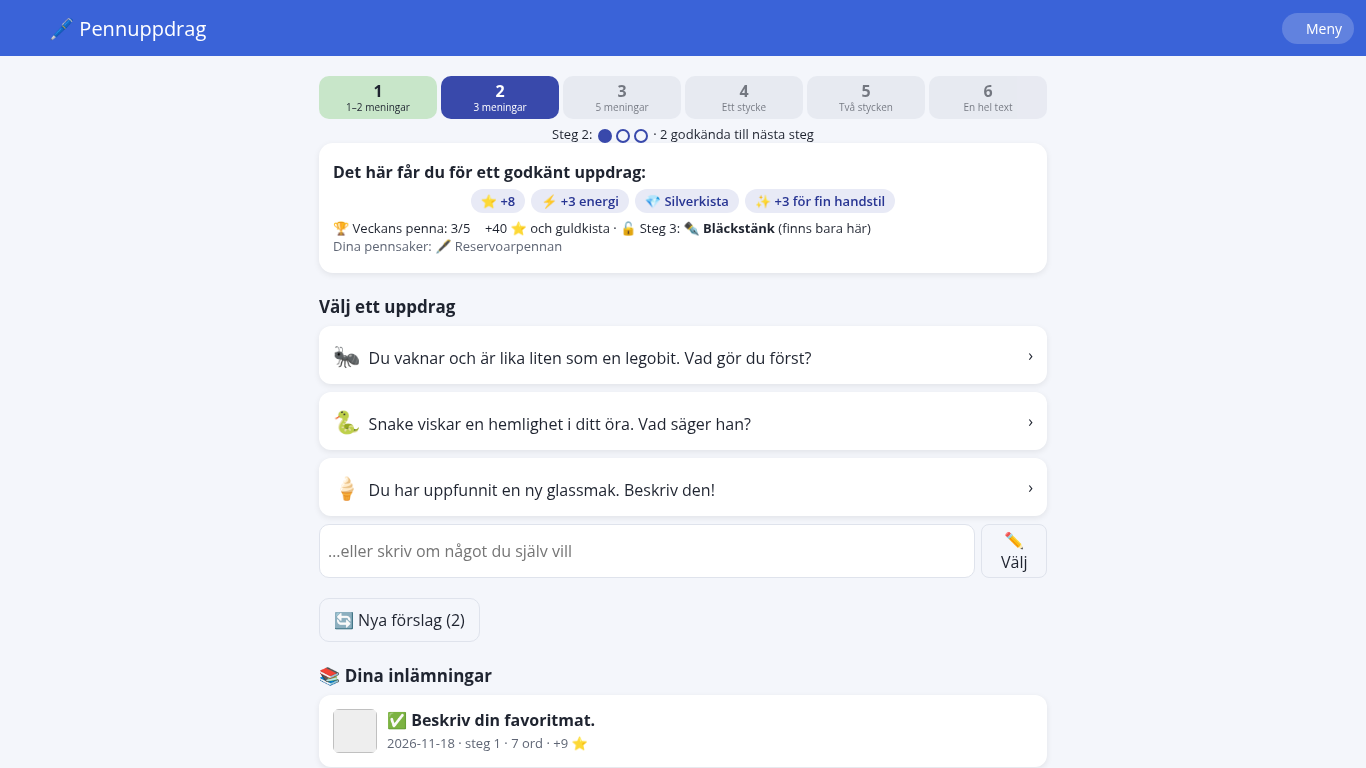 🖊️ Pennuppdrag
Meny
1
1–2 meningar
2
3 meningar
3
5 meningar
4
Ett stycke
5
Två stycken
6
En hel text
Steg 2: · 2 godkända till nästa steg
Det här får du för ett godkänt uppdrag:
⭐ +8
⚡ +3 energi
💎 Silverkista
✨ +3 för fin handstil
🏆 Veckans penna: 3/5 +40 ⭐ och guldkista · 🔓 Steg 3: ✒️ Bläckstänk (finns bara här)
Dina pennsaker: 🖋️ Reservoarpennan
Välj ett uppdrag
🐜 Du vaknar och är lika liten som en legobit. Vad gör du först? ›
🐍 Snake viskar en hemlighet i ditt öra. Vad säger han? ›
🍦 Du har uppfunnit en ny glassmak. Beskriv den! ›
...eller skriv om något du själv vill
✏️ Välj
🔄 Nya förslag (2)
📚 Dina inlämningar
✅ Beskriv din favoritmat.
2026-11-18 · steg 1 · 7 ord · +9 ⭐